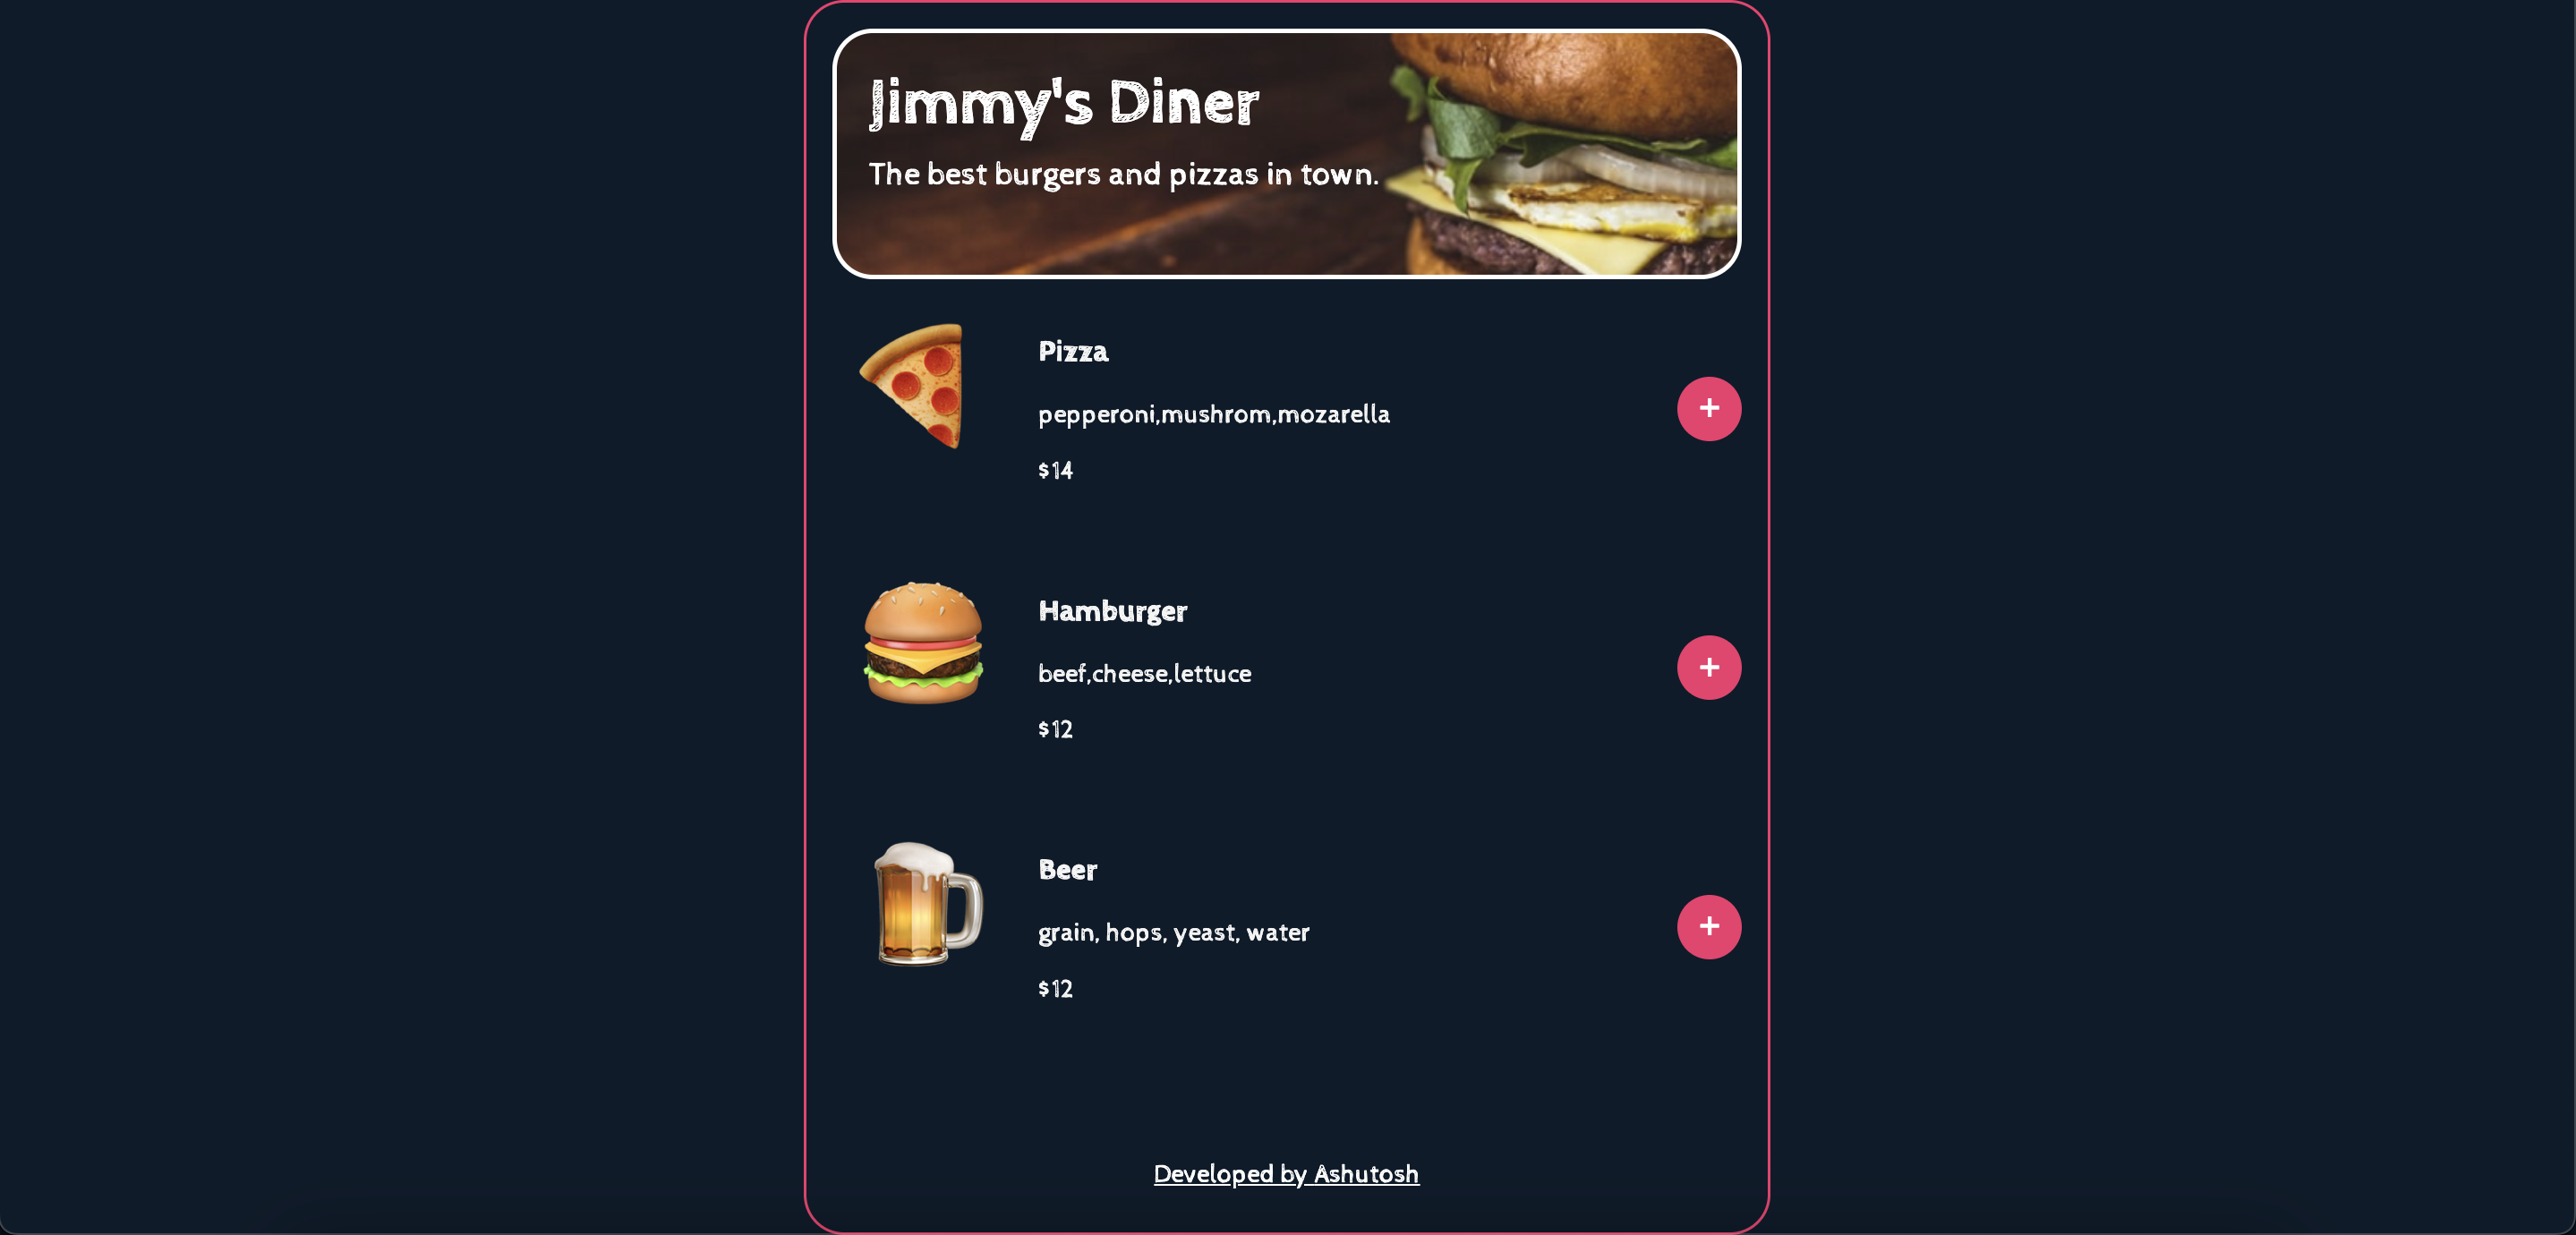 Jimmy's Diner
The best burgers and pizzas in town.
Pizza
pepperoni,mushrom,mozarella
+
$14
Hamburger
beef,cheese,lettuce
+
$12
Beer
grain, hops, yeast, water
+
$12
Developed by Ashutosh